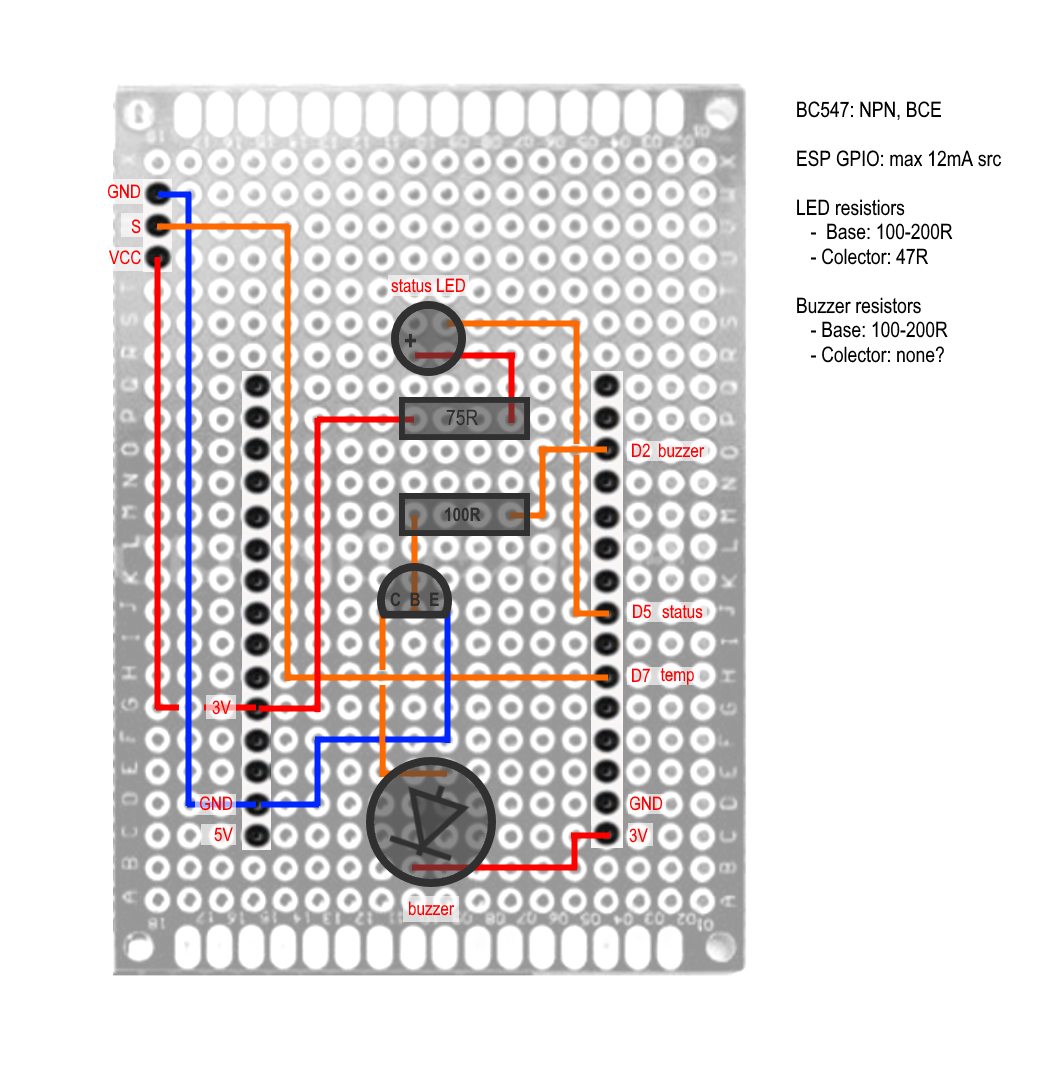 BC547: NPN, BCE
ESP GPIO: max 12mA src
LED resistiors
- Base: 100-200R
- Colector: 47R
Buzzer resistors
- Base: 100-200R
- Colector: none?
GND
S
VCC
status LED
+
75R
D2 buzzer
100R
C B E
D5 status
D7 temp
3V
GND
GND
5V
3V
buzzer
X
R
Q
P
O
N
M
L
K
J
I
H
G
F
E
D
C
B
A